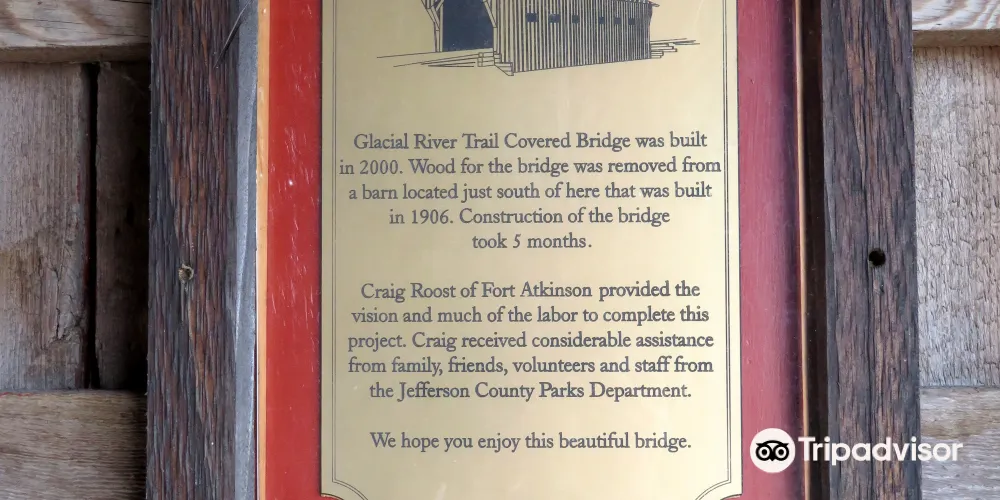 Glacial River Trail Covered Bridge was built
in 2000. Wood for the bridge was removed from
a barn located just south of here that was built
in 1906. Construction of the bridge
took 5 months.
Craig Roost of Fort Atkinson provided the
vision and much of the labor to complete this
project. Craig received considerable assistance
from family, friends, volunteers and staff from
the Jefferson County Parks Department.
We hope you enjoy this beautiful bridge.
Tripadvisor